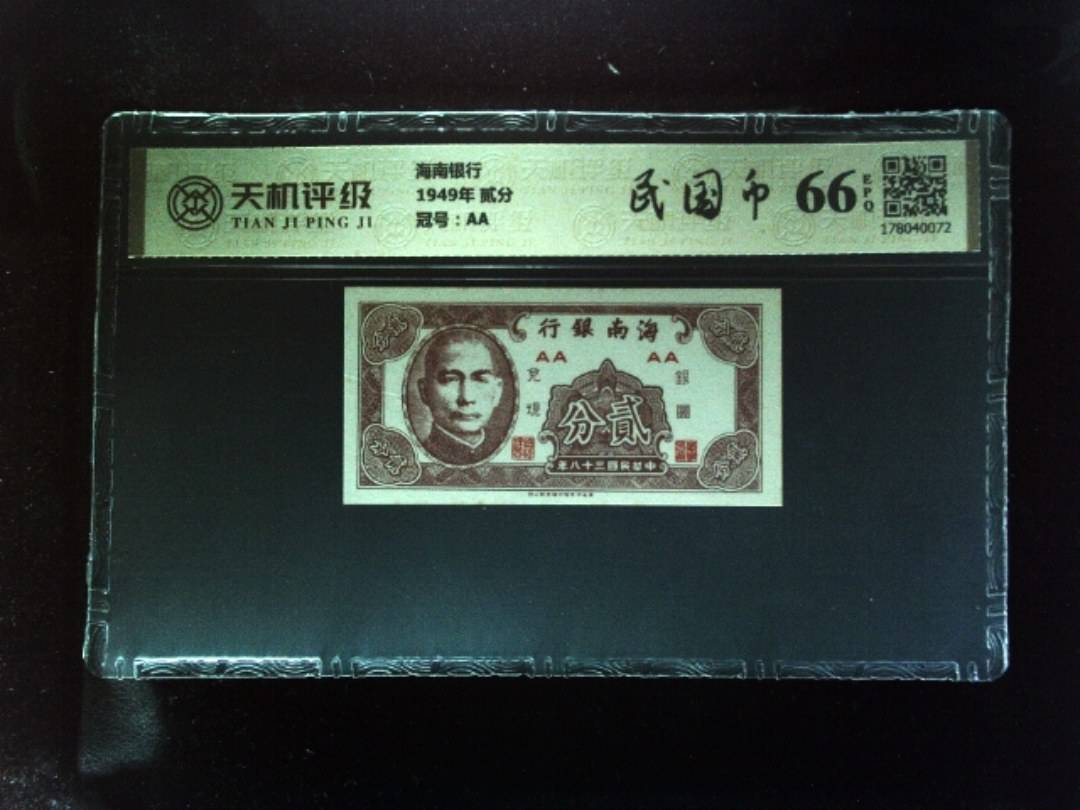 天机评级
TIAN JI PING JI
海南银行
1949年 贰分
冠号：AA
民国币
66
EPQ
178040072
行銀南海
AA AA
兑現
銀圓
分貳
年八十三國民華中